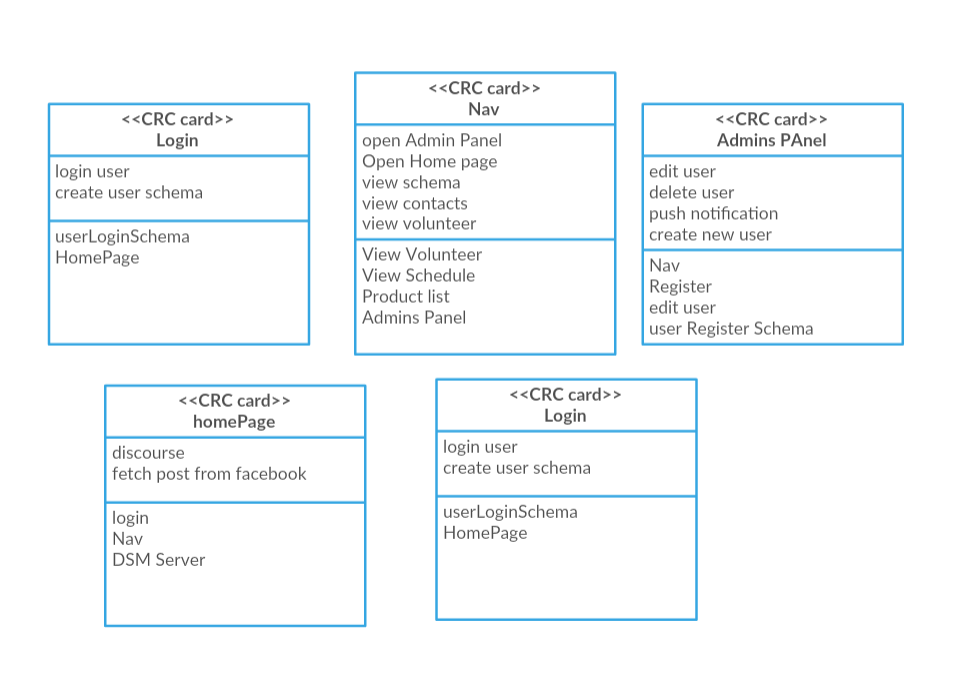 <<CRC card>>
Login
login user
create user schema
userLoginSchema
HomePage
<<CRC card>>
Nav
open Admin Panel
Open Home page
view schema
view contacts
view volunteer
View Volunteer
View Schedule
Product list
Admins Panel
<<CRC card>>
Admins PAnel
edit user
delete user
push notification
create new user
Nav
Register
edit user
user Register Schema
<<CRC card>>
homePage
discourse
fetch post from facebook
login
Nav
DSM Server
<<CRC card>>
Login
login user
create user schema
userLoginSchema
HomePage